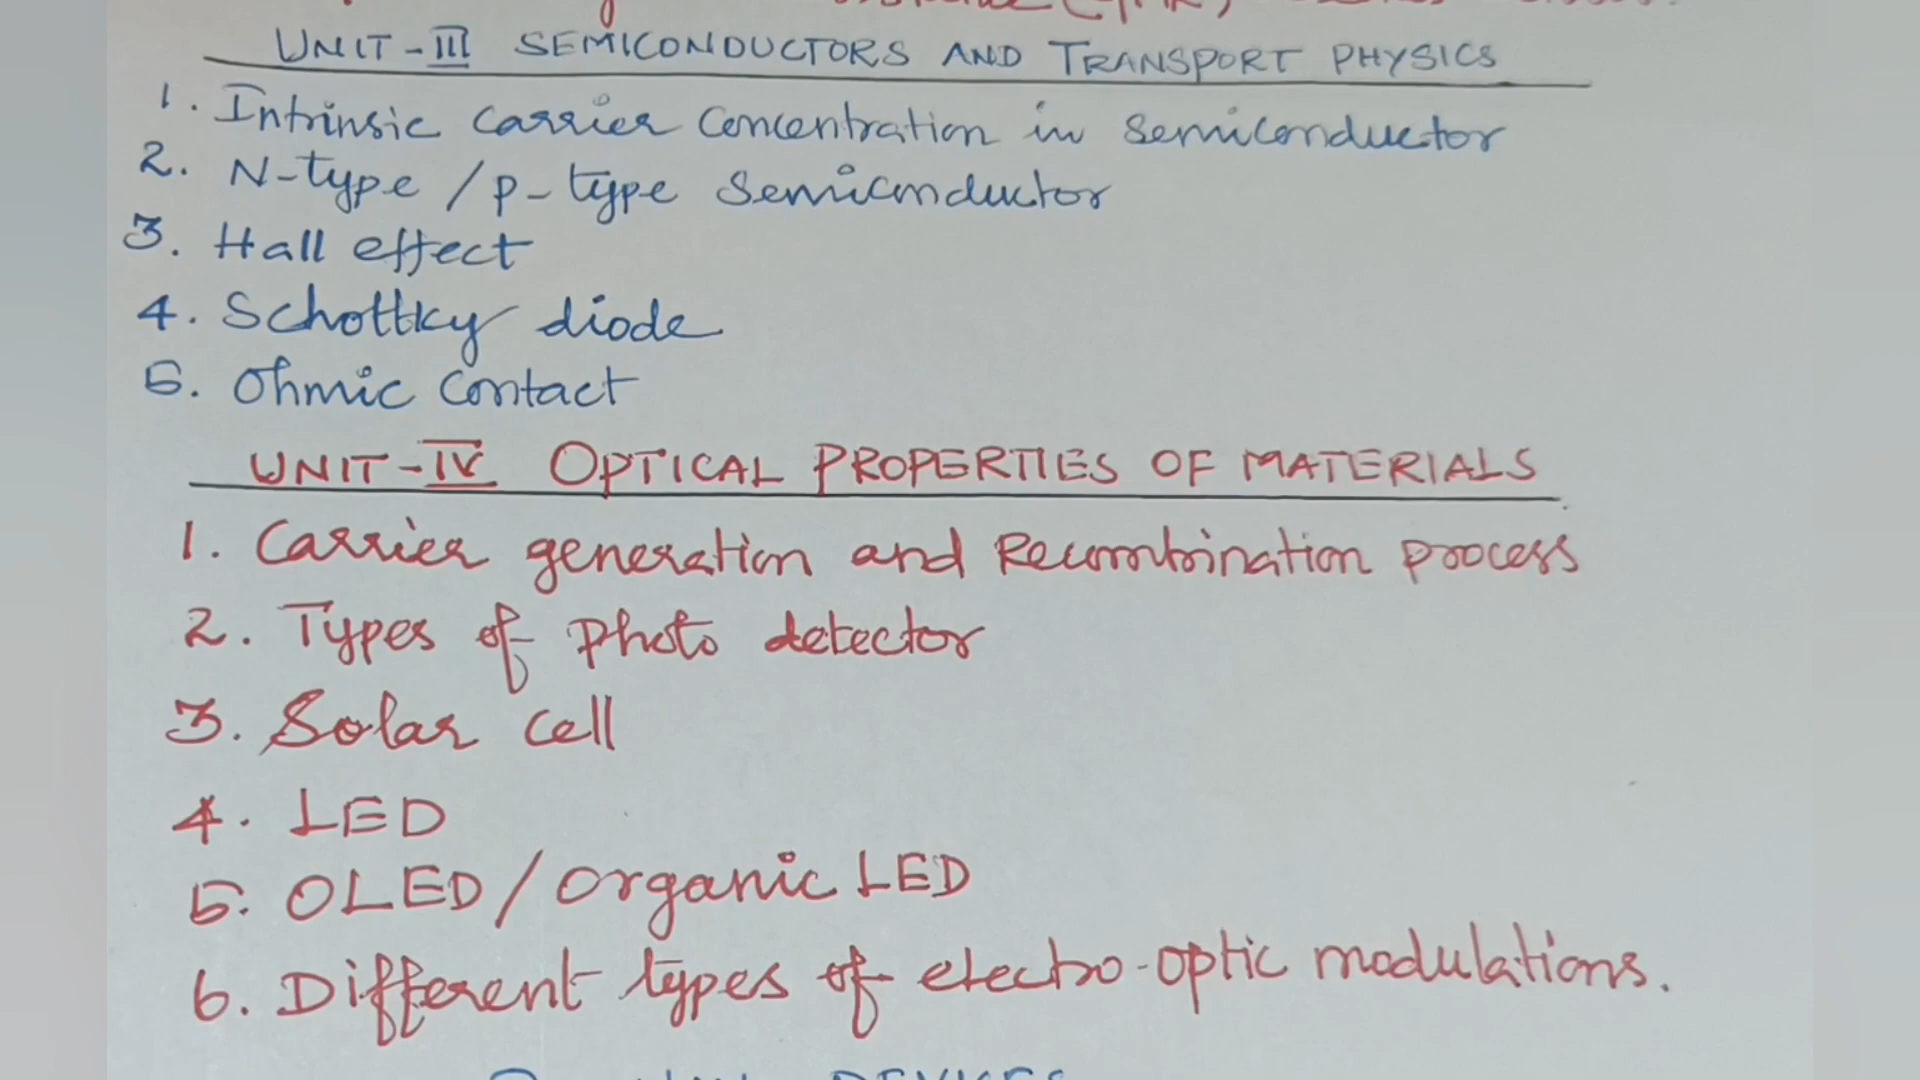 UNIT-III SEMICONDUCTORS AND TRANSPORT PHYSICS
1. Intrinsic carrier concentration in semiconductor
2. N-type / p-type semiconductor
3. Hall effect
4. Schottky diode
5. Ohmic contact
UNIT-IV OPTICAL PROPERTIES OF MATERIALS
1. Carrier generation and Recombination process
2. Types of photo detector
3. Solar cell
4. LED
5. OLED / organic LED
6. Different types of electro-optic modulations.
DEVICES